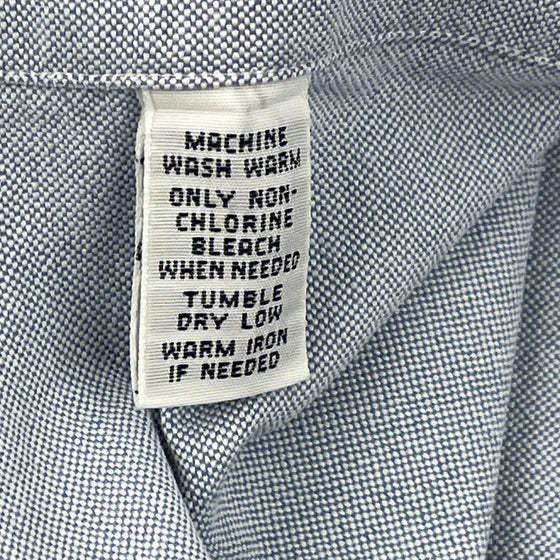 MACHINE
WASH WARM
ONLY NON-
CHLORINE
BLEACH
WHEN NEEDED
TUMBLE
DRY LOW
WARM IRON
IF NEEDED